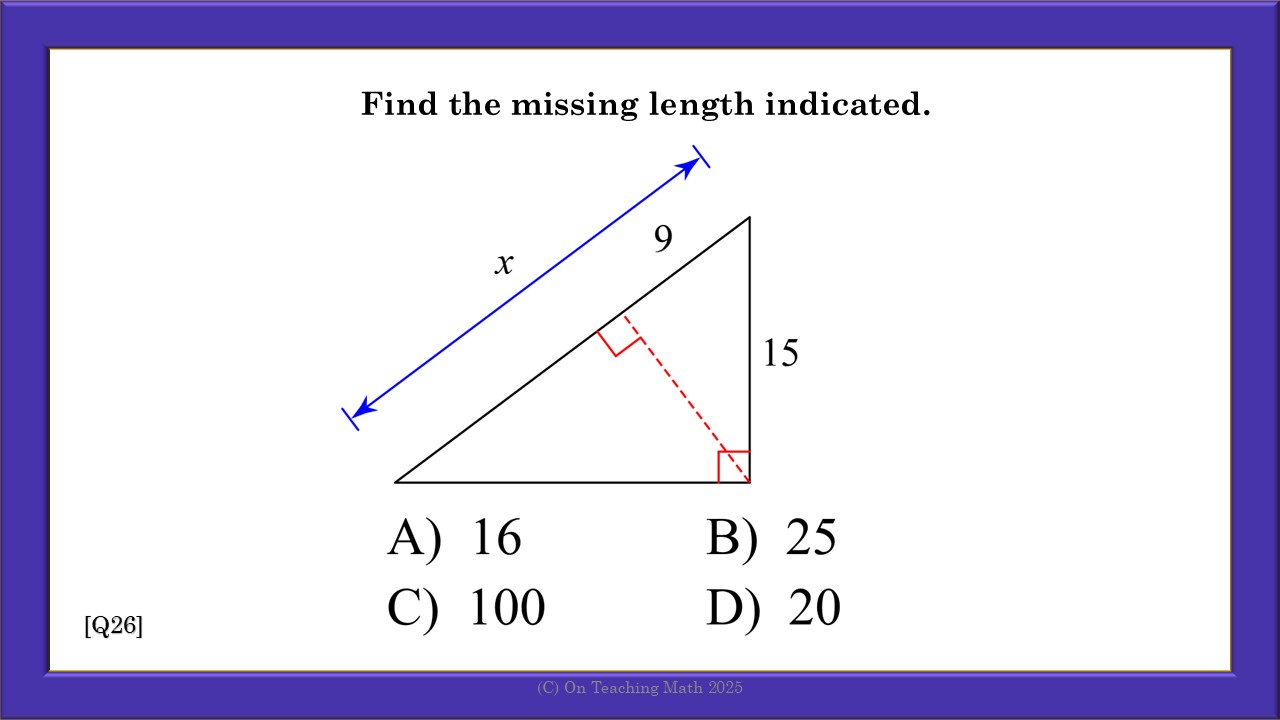 Find the missing length indicated.
9
x
15
A) 16 B) 25
C) 100 D) 20
[Q26]
(C) On Teaching Math 2025